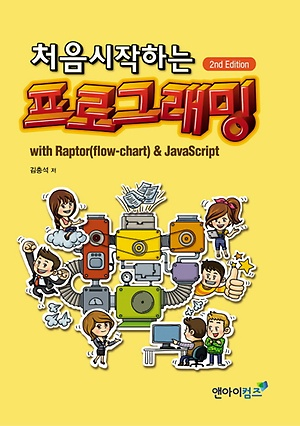 처음시작하는
2nd Edition
프로그래밍
with Raptor(flow-chart) & JavaScript
김충석 저
앤아이컴즈